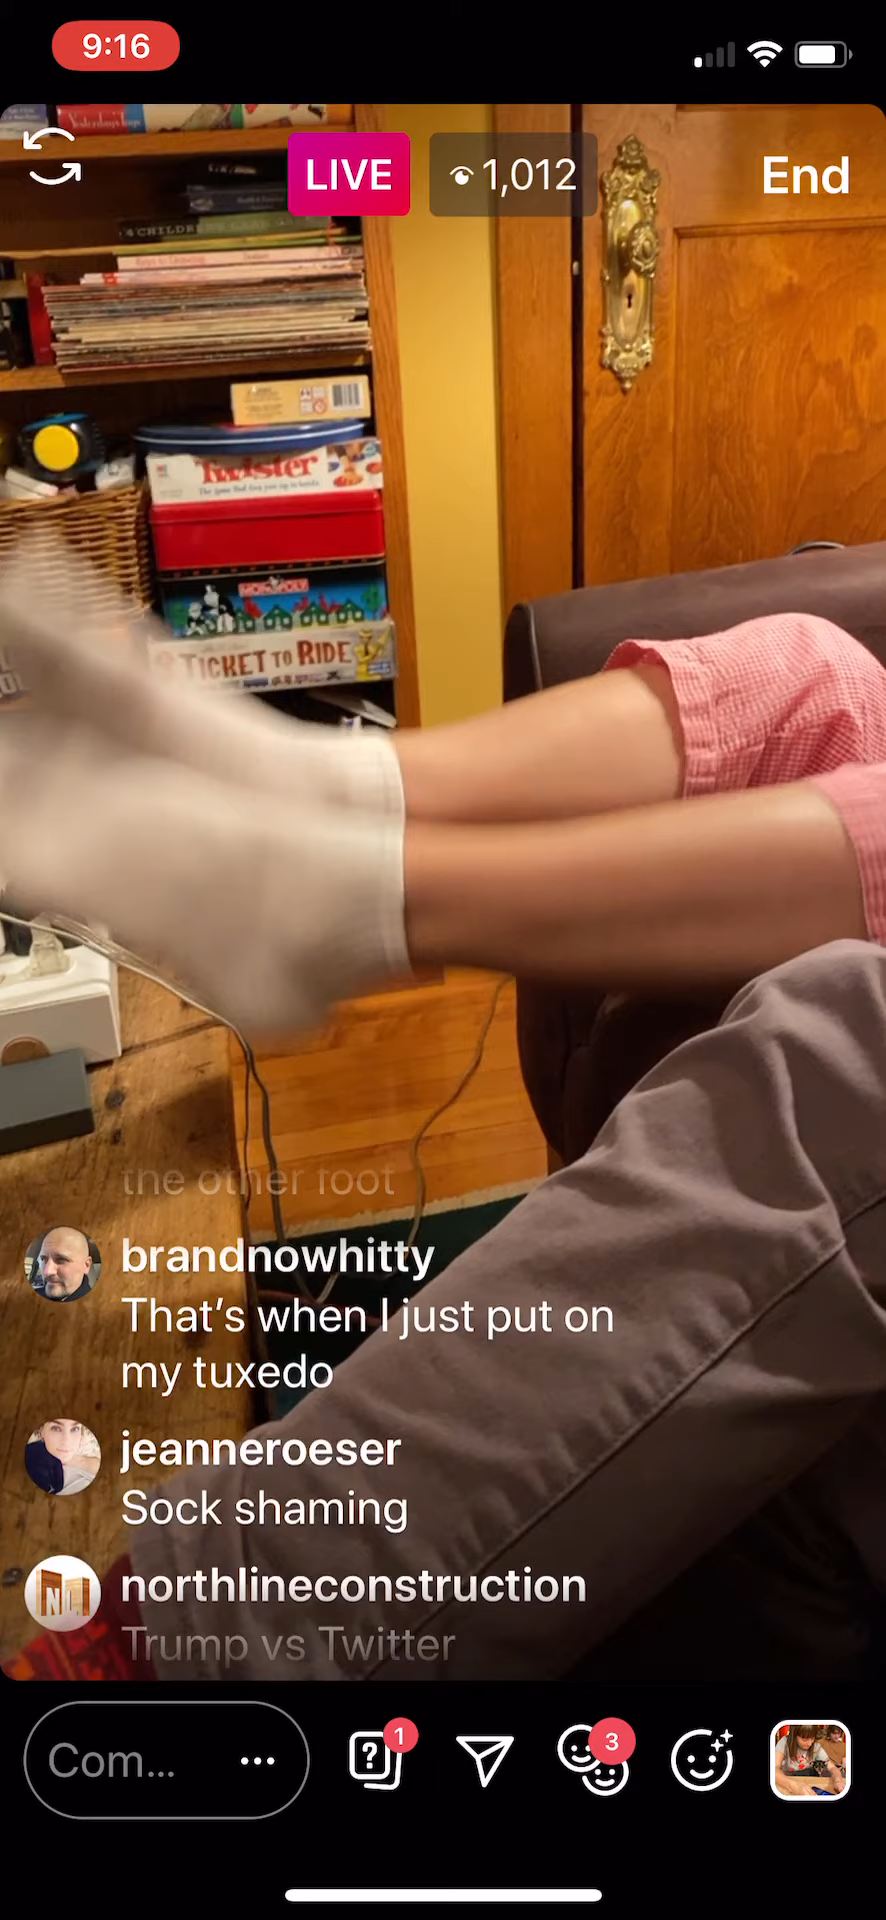 9:16
Yesterday's
LIVE
1,012
End
Twister
MONOPOLY
TICKET TO RIDE
the other foot
brandnowhitty
That's when I just put on
my tuxedo
jeanneroeser
Sock shaming
northlineconstruction
Trump vs Twitter
Com...
1
3